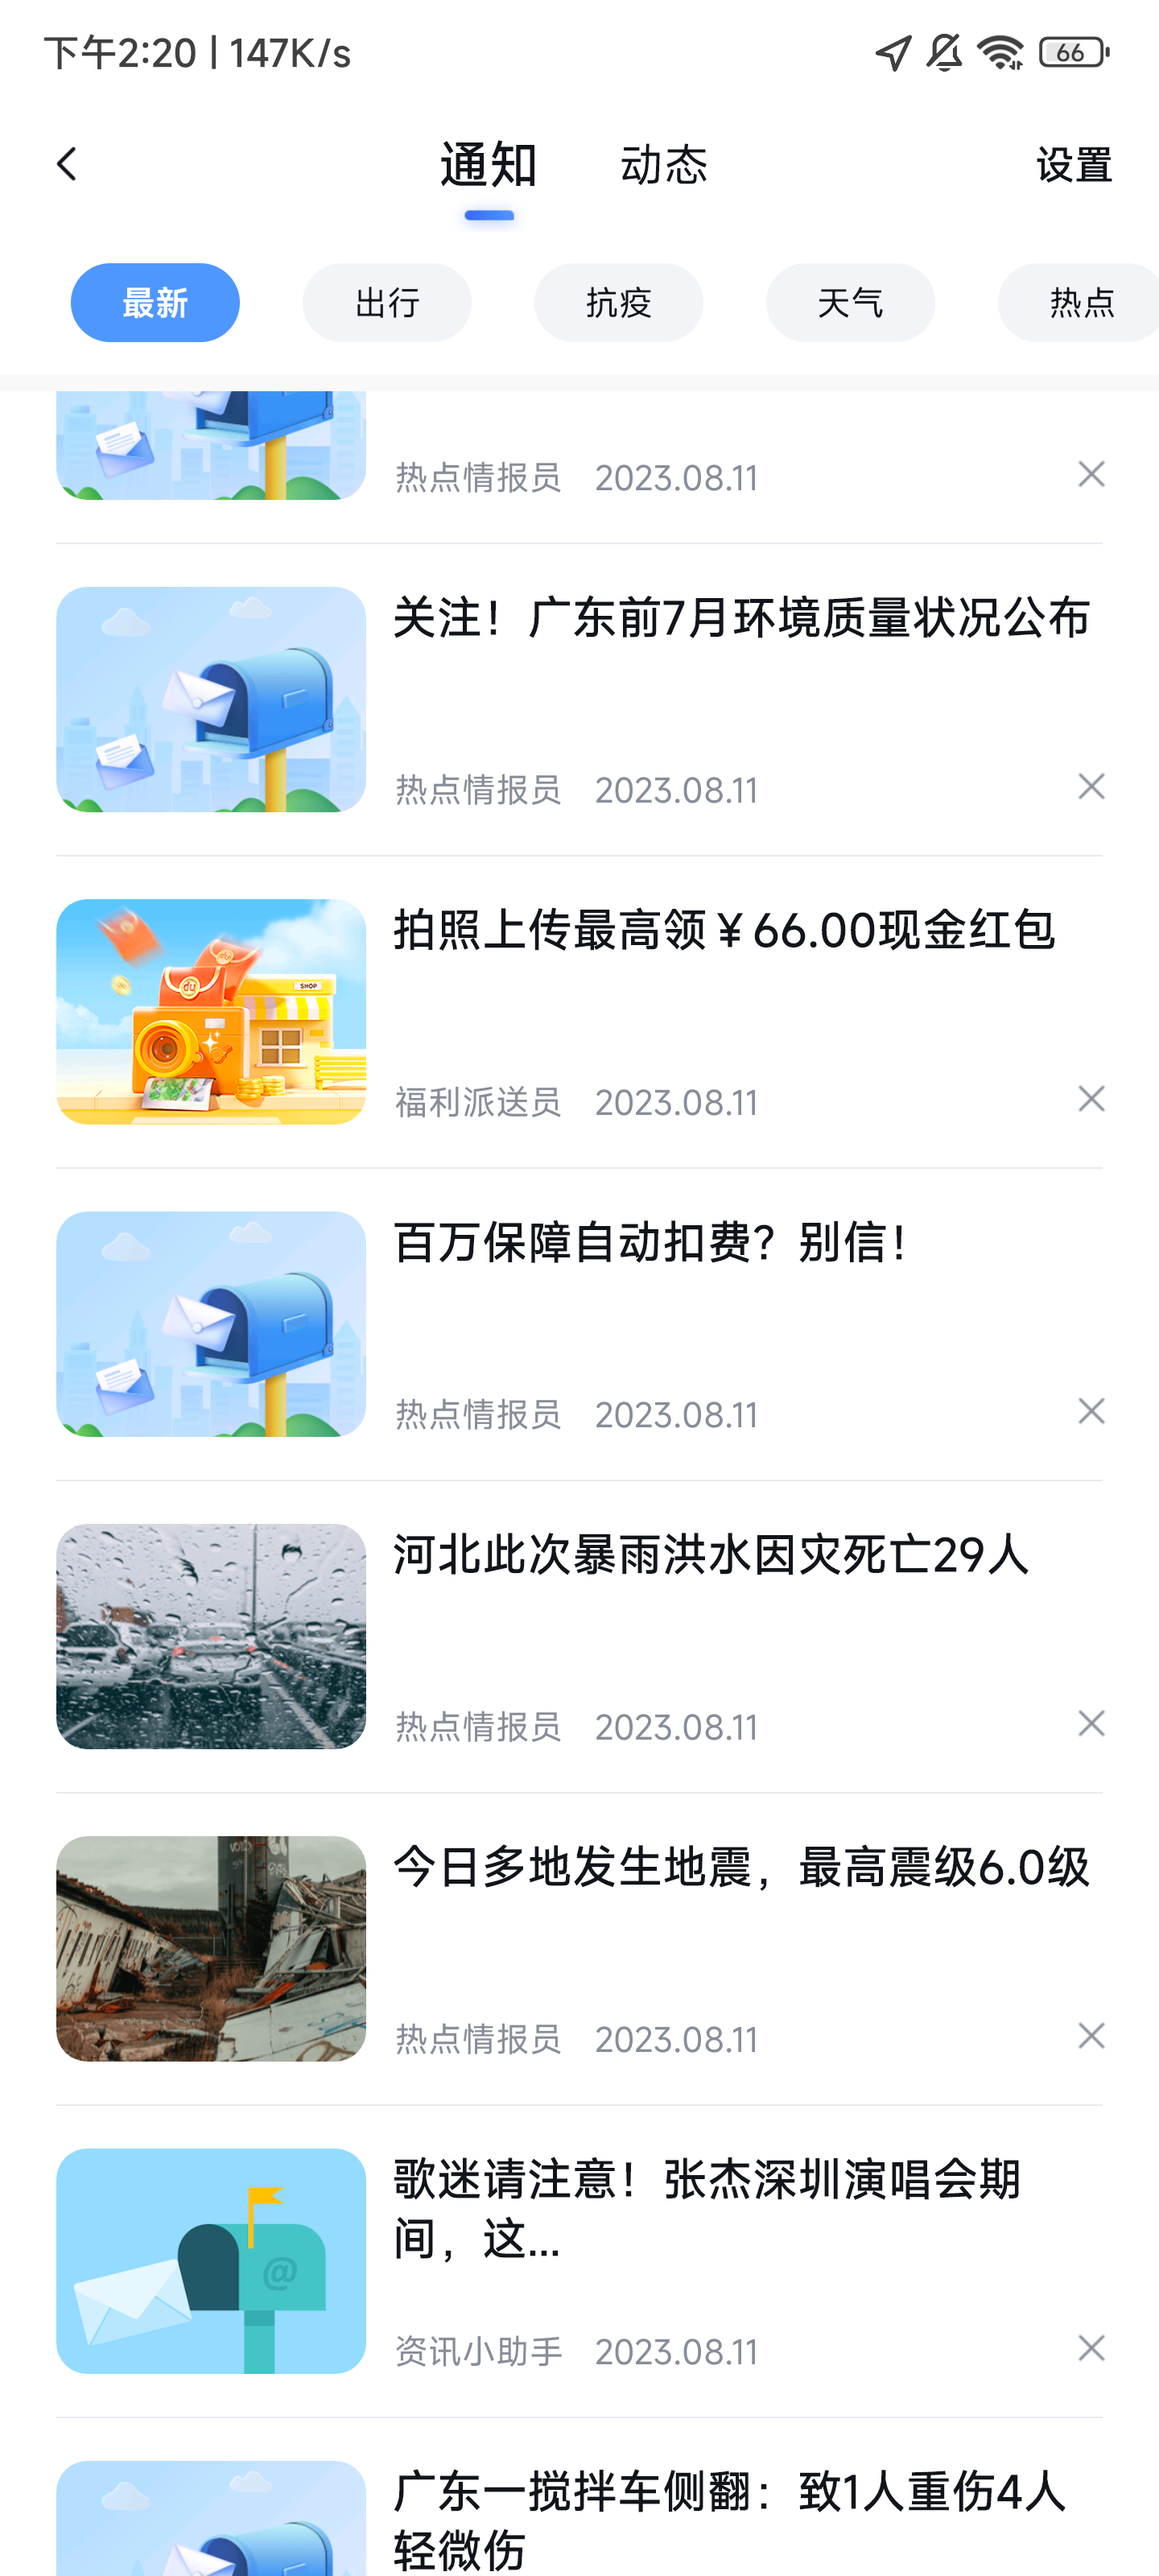 下午2:20 | 147K/s
66
通知 动态 设置
最新 出行 抗疫 天气 热点
热点情报员 2023.08.11
关注！广东前7月环境质量状况公布
热点情报员 2023.08.11
拍照上传最高领￥66.00现金红包
SHOP
du
福利派送员 2023.08.11
百万保障自动扣费？别信！
热点情报员 2023.08.11
河北此次暴雨洪水因灾死亡29人
热点情报员 2023.08.11
今日多地发生地震，最高震级6.0级
热点情报员 2023.08.11
歌迷请注意！张杰深圳演唱会期
间，这...
@
资讯小助手 2023.08.11
广东一搅拌车侧翻：致1人重伤4人
轻微伤